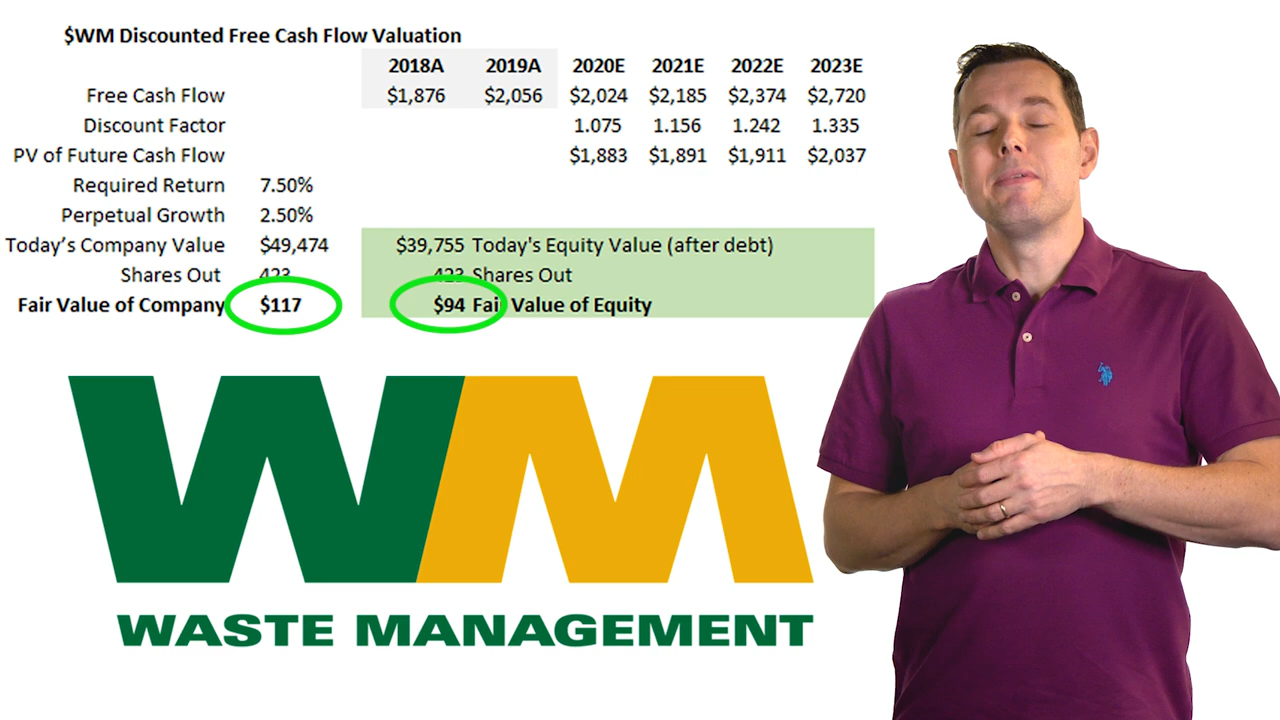 $WM Discounted Free Cash Flow Valuation
2018A 2019A 2020E 2021E 2022E 2023E
Free Cash Flow $1,876 $2,056 $2,024 $2,185 $2,374 $2,720
Discount Factor 1.075 1.156 1.242 1.335
PV of Future Cash Flow $1,883 $1,891 $1,911 $2,037
Required Return 7.50%
Perpetual Growth 2.50%
Today's Company Value $49,474 $39,755 Today's Equity Value (after debt)
Shares Out 423 423 Shares Out
Fair Value of Company $117 $94 Fair Value of Equity
WM
WASTE MANAGEMENT